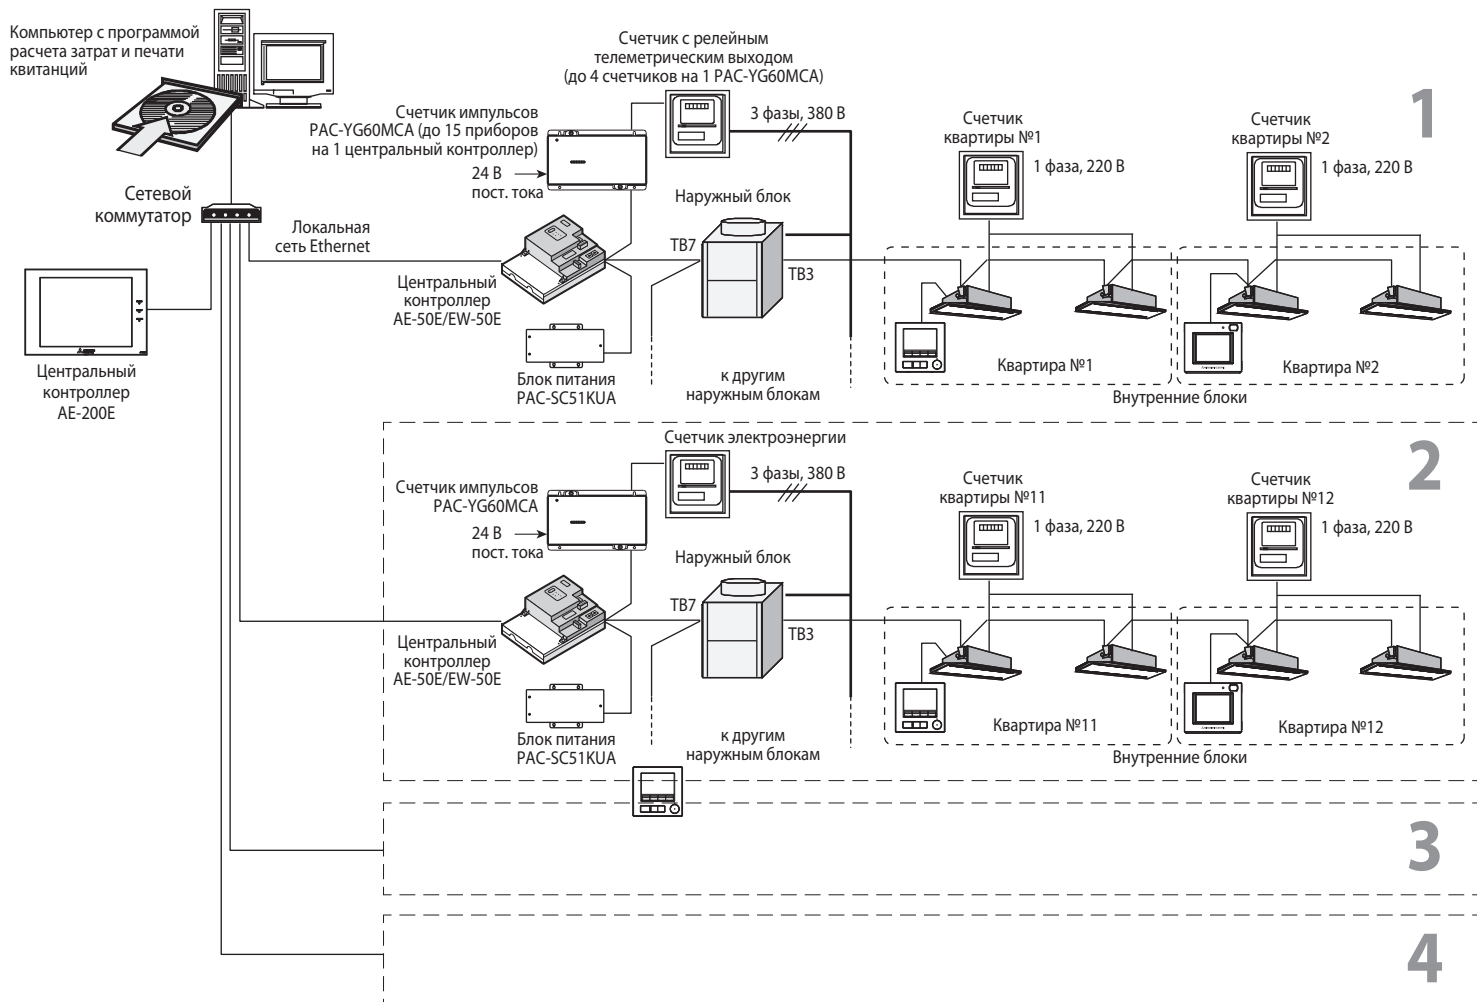 Компьютер с программой
расчета затрат и печати
квитанций
Сетевой
коммутатор
Локальная
сеть Ethernet
Центральный
контроллер
AE-200E
Счетчик с релейным
телеметрическим выходом
(до 4 счетчиков на 1 PAC-YG60MCA)
Счетчик импульсов
PAC-YG60MCA (до 15 приборов
на 1 центральный контроллер)
24 В
пост. тока
3 фазы, 380 В
Наружный блок
TB7
TB3
Центральный
контроллер
AE-50E/EW-50E
Блок питания
PAC-SC51KUA
к другим
наружным блокам
Счетчик
квартиры №1
1 фаза, 220 В
Счетчик
квартиры №2
1 фаза, 220 В
1
Квартира №1
Квартира №2
Внутренние блоки
Счетчик электроэнергии
2
Счетчик импульсов
PAC-YG60MCA
24 В
пост. тока
3 фазы, 380 В
Наружный блок
TB7
TB3
Центральный
контроллер
AE-50E/EW-50E
Блок питания
PAC-SC51KUA
к другим
наружным блокам
Счетчик
квартиры №11
1 фаза, 220 В
Счетчик
квартиры №12
1 фаза, 220 В
Квартира №11
Квартира №12
Внутренние блоки
3
4